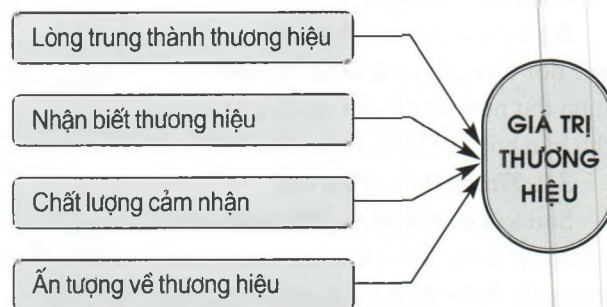 Lòng trung thành thương hiệu
Nhận biết thương hiệu
Chất lượng cảm nhận
Ấn tượng về thương hiệu
GIÁ TRỊ
THƯƠNG
HIỆU